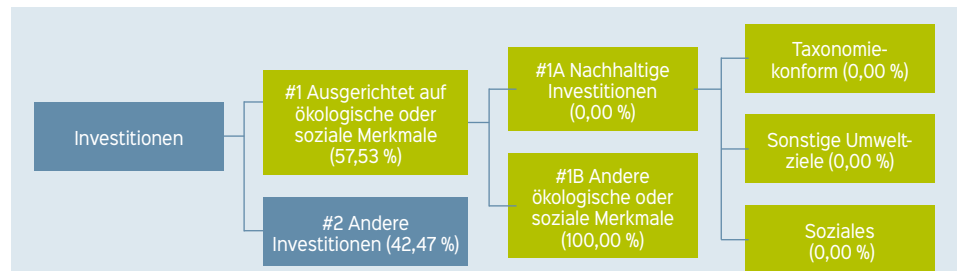 Investitionen
#1 Ausgerichtet auf
ökologische oder
soziale Merkmale
(57,53 %)
#2 Andere
Investitionen (42,47 %)
#1A Nachhaltige
Investitionen
(0,00 %)
#1B Andere
ökologische oder
soziale Merkmale
(100,00 %)
Taxonomie-
konform (0,00 %)
Sonstige Umwelt-
ziele (0,00 %)
Soziales
(0,00 %)